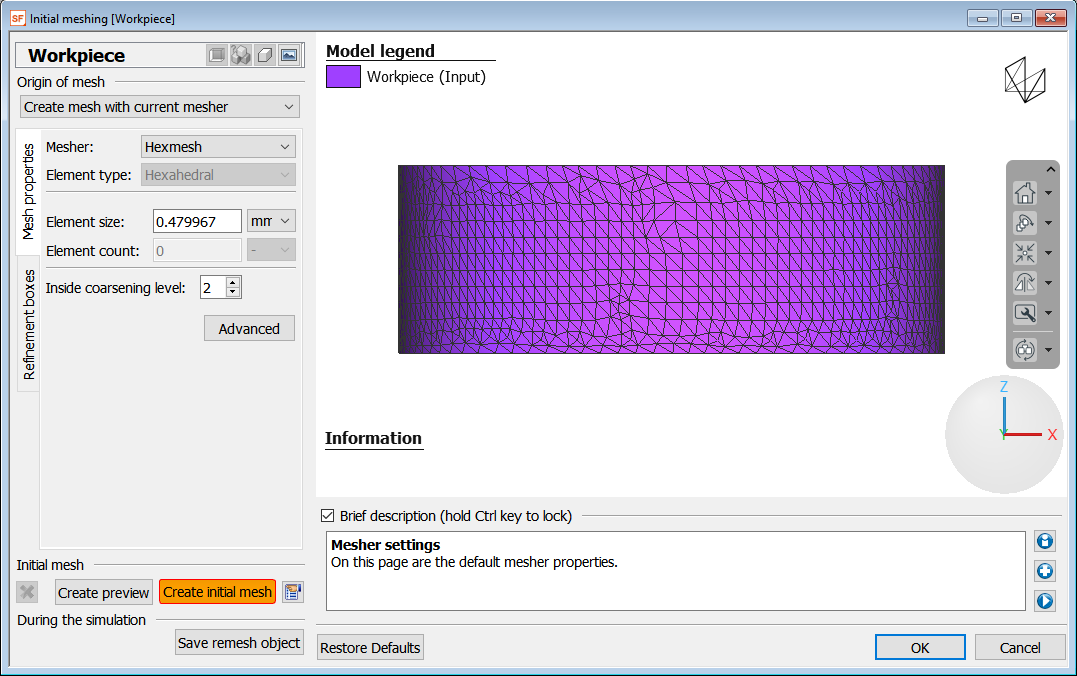 SF Initial meshing [Workpiece]
Workpiece
Origin of mesh
Create mesh with current mesher
Mesh properties
Refinement boxes
Mesher: Hexmesh
Element type: Hexahedral
Element size: 0.479967 mm
Element count: 0 -
Inside coarsening level: 2
Advanced
Initial mesh
Create preview Create initial mesh
During the simulation
Save remesh object
Model legend
Workpiece (Input)
Z
Y X
Information
Brief description (hold Ctrl key to lock)
Mesher settings
On this page are the default mesher properties.
Restore Defaults OK Cancel